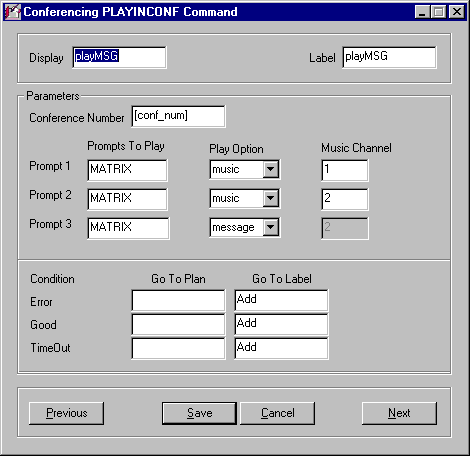 Conferencing PLAYINCONF Command
Display playMSG Label playMSG
Parameters
Conference Number [conf_num]
Prompts To Play Play Option Music Channel
Prompt 1 MATRIX music 1
Prompt 2 MATRIX music 2
Prompt 3 MATRIX message 2
Condition Go To Plan Go To Label
Error Add
Good Add
TimeOut Add
Previous Save Cancel Next